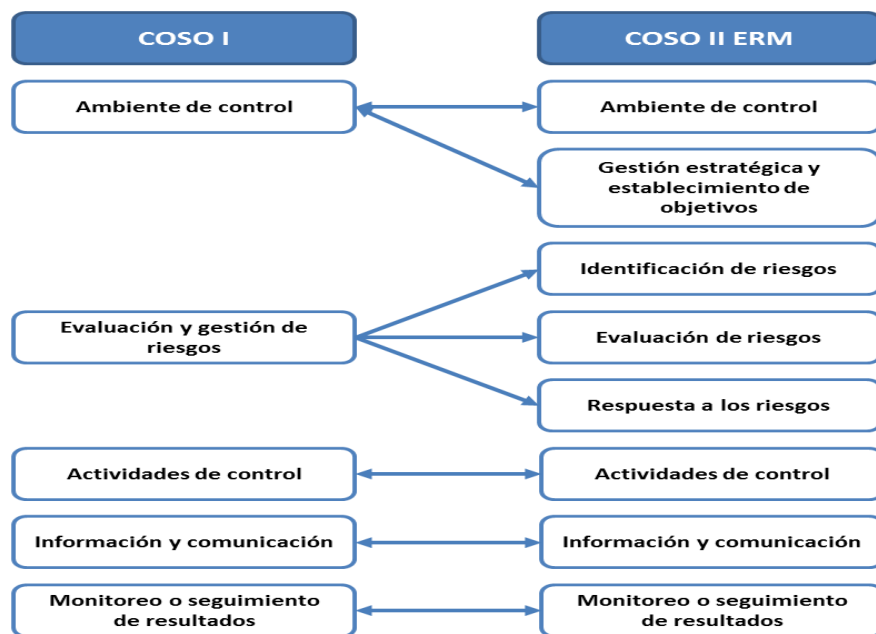 COSO I
COSO II ERM
Ambiente de control
Ambiente de control
Gestión estratégica y
establecimiento de
objetivos
Identificación de riesgos
Evaluación y gestión de
riesgos
Evaluación de riesgos
Respuesta a los riesgos
Actividades de control
Actividades de control
Información y comunicación
Información y comunicación
Monitoreo o seguimiento
de resultados
Monitoreo o seguimiento
de resultados